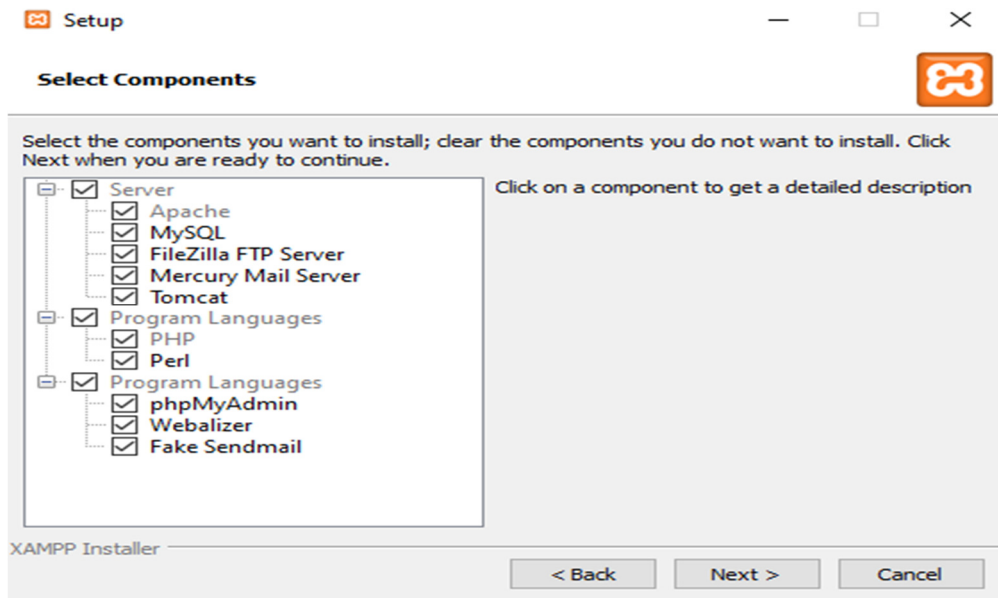 Setup
Select Components
Select the components you want to install; clear the components you do not want to install. Click
Next when you are ready to continue.
Server
Apache
MySQL
FileZilla FTP Server
Mercury Mail Server
Tomcat
Program Languages
PHP
Perl
Program Languages
phpMyAdmin
Webalizer
Fake Sendmail
Click on a component to get a detailed description
XAMPP Installer
< Back
Next >
Cancel